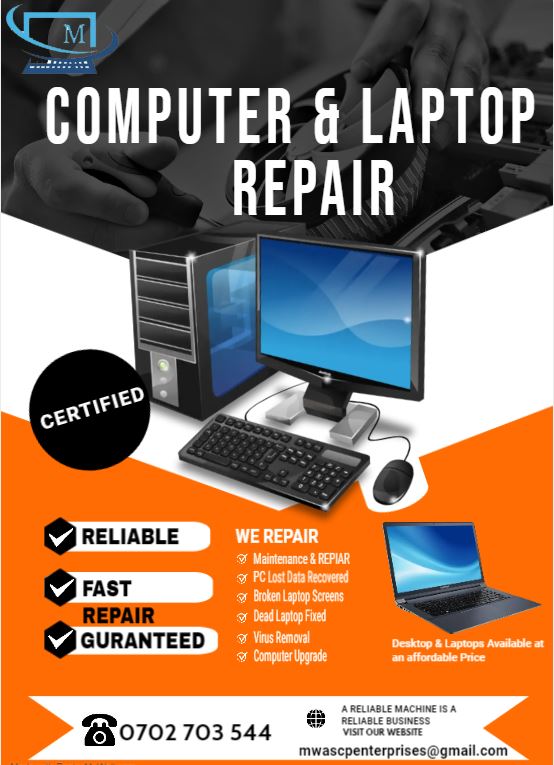 M
COMPUTER & LAPTOP
REPAIR
CERTIFIED
RELIABLE
FAST
REPAIR
GURANTEED
WE REPAIR
Maintenance & REPIAR
PC Lost Data Recovered
Broken Laptop Screens
Dead Laptop Fixed
Virus Removal
Computer Upgrade
Desktop & Laptops Available at
an affordable Price
0702 703 544
A RELIABLE MACHINE IS A
RELIABLE BUSINESS
VISIT OUR WEBSITE
mwascpenterprises@gmail.com